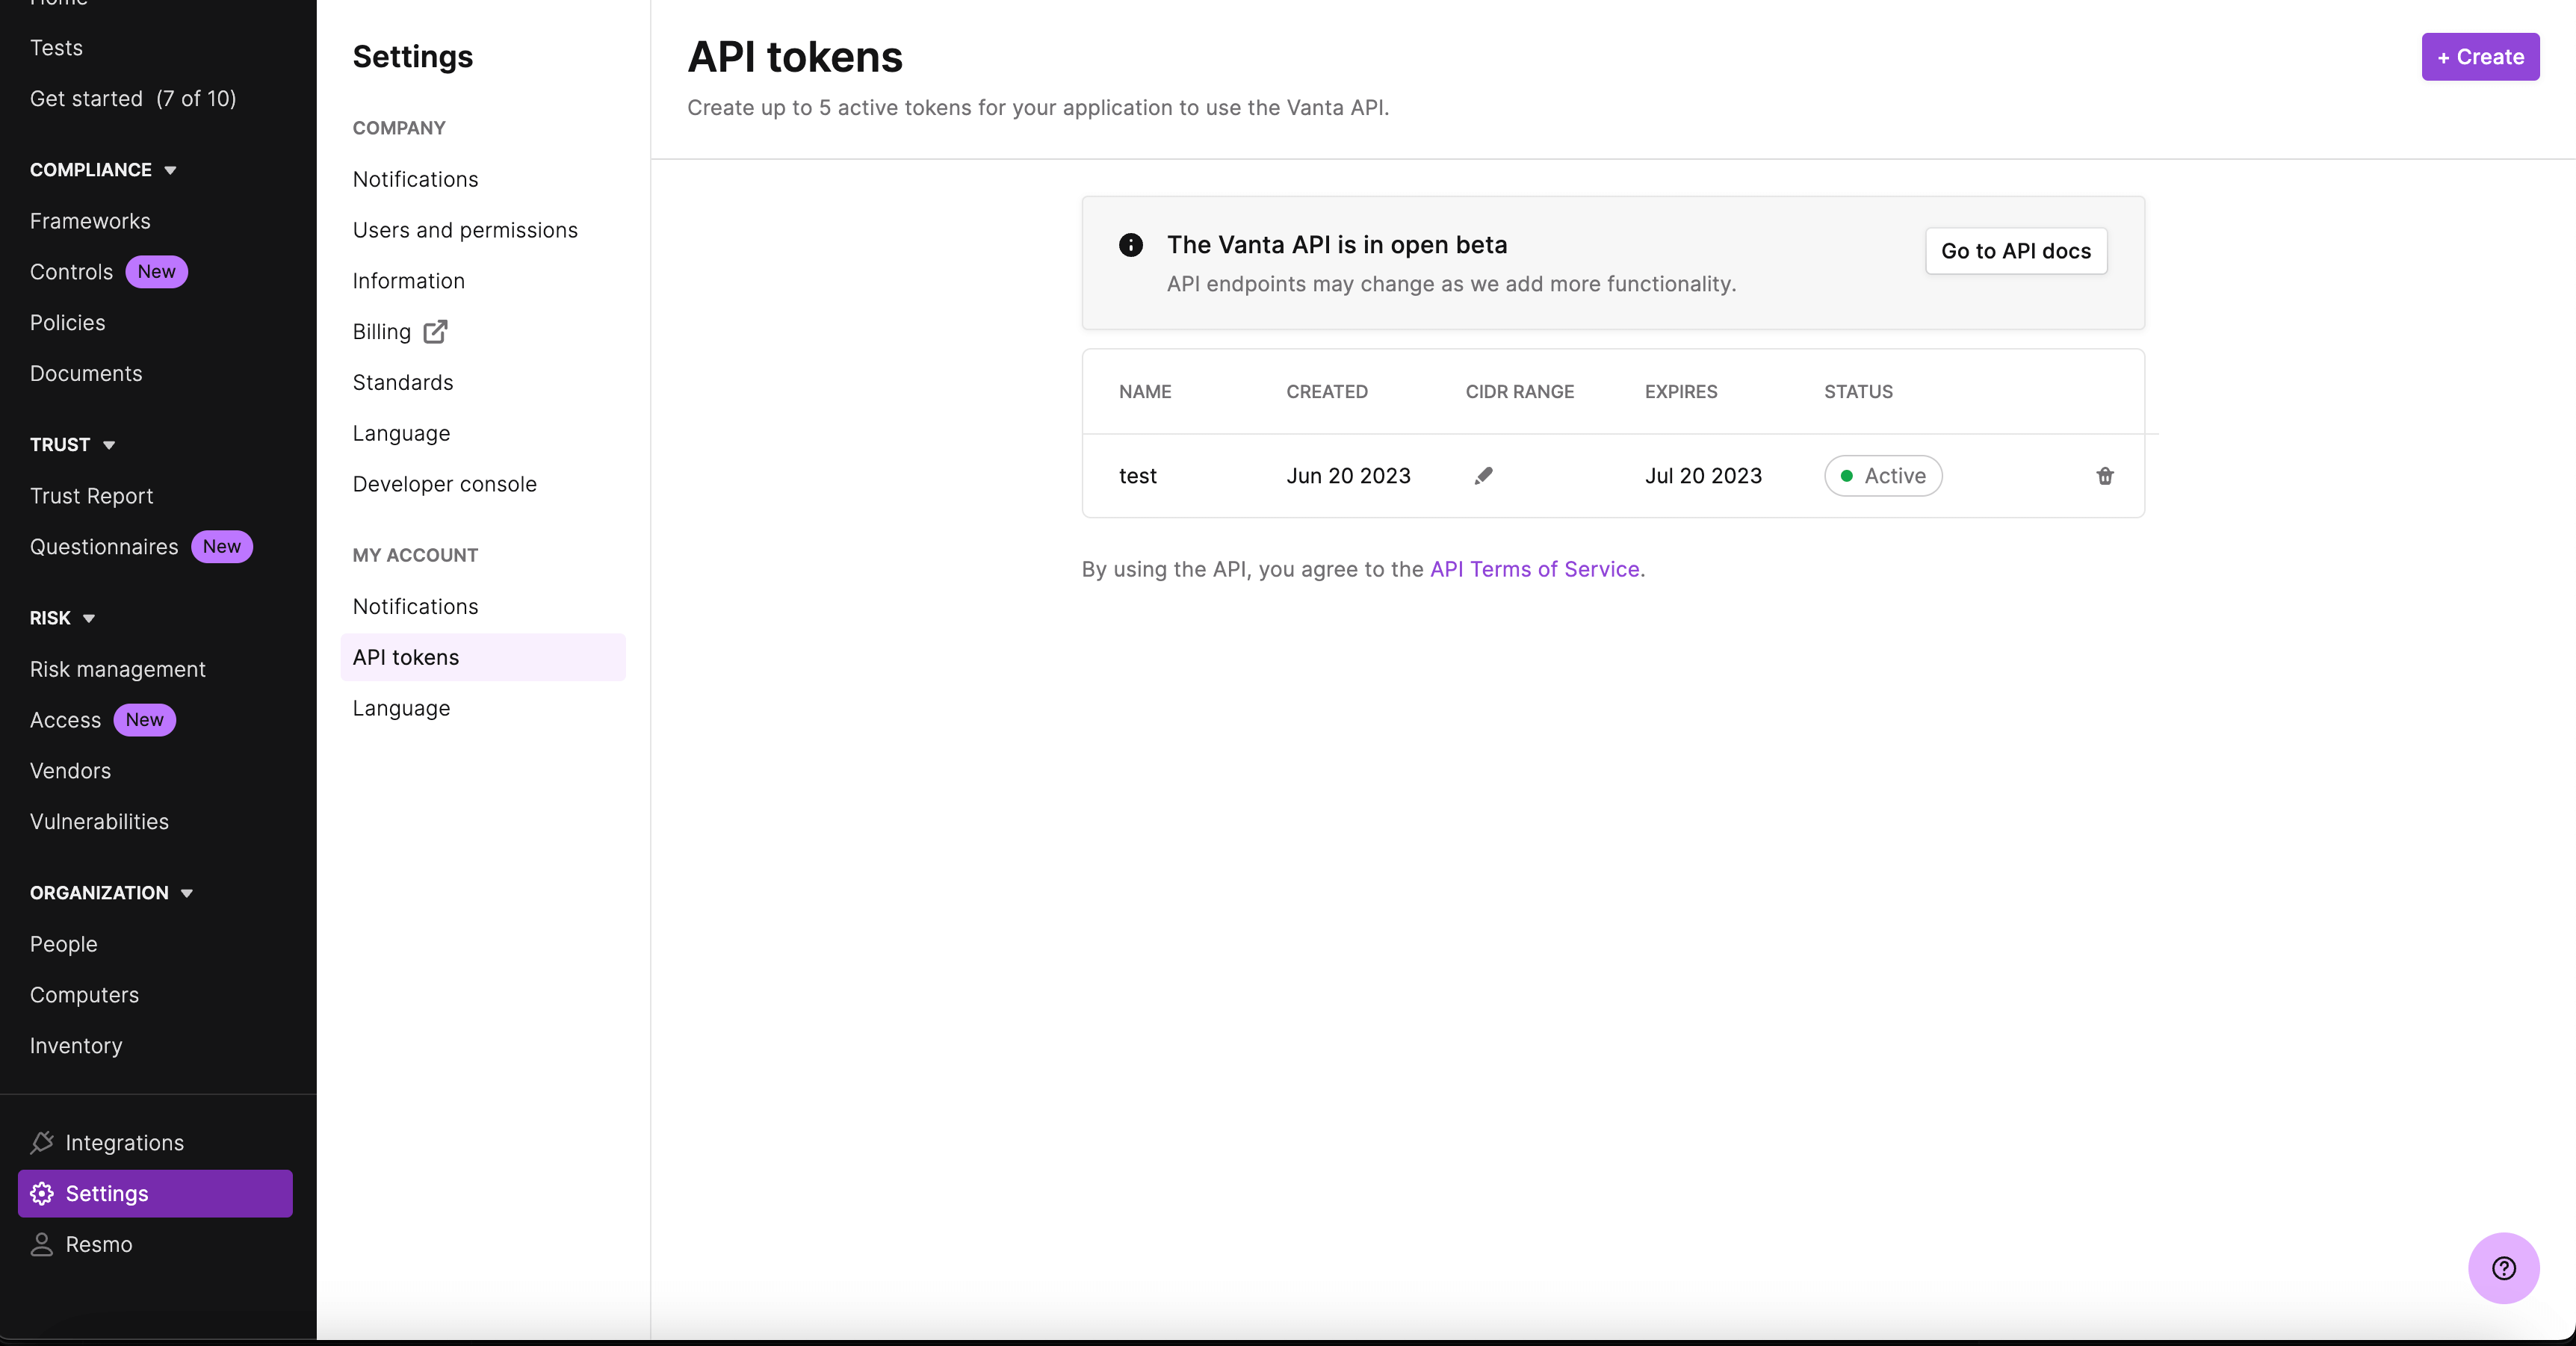 Home
Tests
Get started (7 of 10)
COMPLIANCE
Frameworks
Controls New
Policies
Documents
TRUST
Trust Report
Questionnaires New
RISK
Risk management
Access New
Vendors
Vulnerabilities
ORGANIZATION
People
Computers
Inventory
Integrations
Settings
Resmo
Settings
COMPANY
Notifications
Users and permissions
Information
Billing
Standards
Language
Developer console
MY ACCOUNT
Notifications
API tokens
Language
API tokens
+ Create
Create up to 5 active tokens for your application to use the Vanta API.
The Vanta API is in open beta
API endpoints may change as we add more functionality.
Go to API docs
NAME CREATED CIDR RANGE EXPIRES STATUS
test Jun 20 2023 Jul 20 2023 Active
By using the API, you agree to the API Terms of Service.